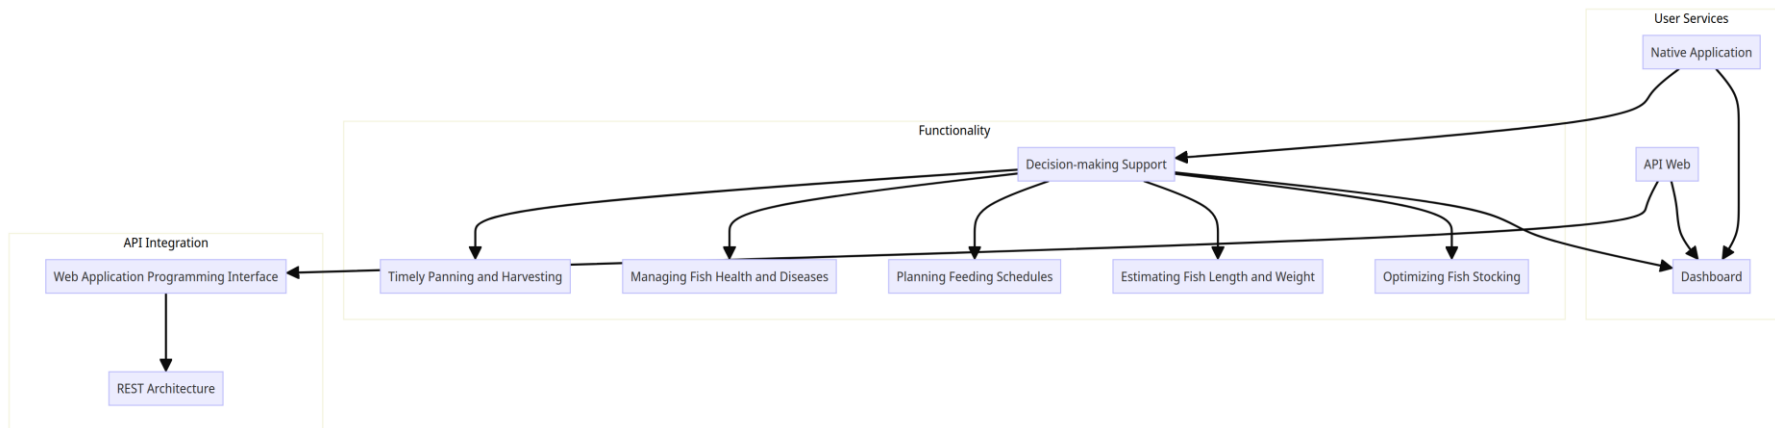 User Services
Native Application
Functionality
Decision-making Support
API Web
API Integration
Web Application Programming Interface
Timely Panning and Harvesting
Managing Fish Health and Diseases
Planning Feeding Schedules
Estimating Fish Length and Weight
Optimizing Fish Stocking
Dashboard
REST Architecture